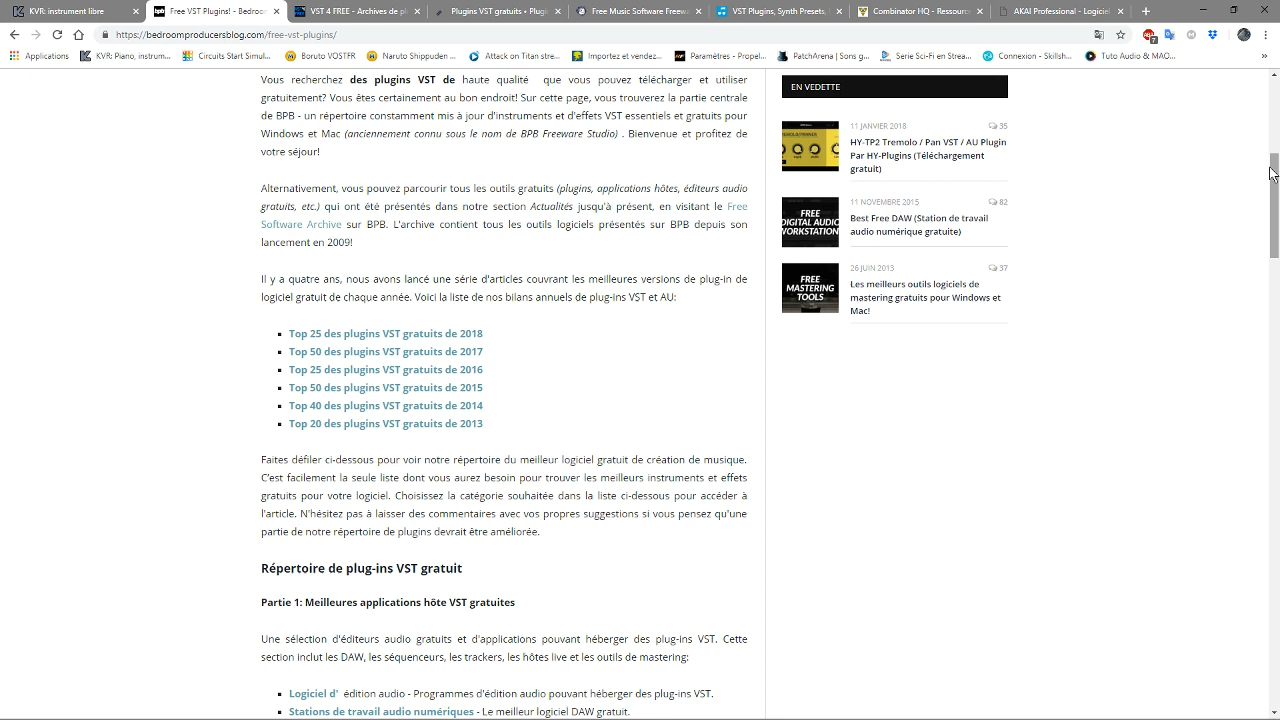 KVR: instrument libre
Free VST Plugins - Bedroom
VST 4 FREE - Archives de pl
Plugins VST gratuits • Plugi
Free Music Software Freew
VST Plugins, Synth Presets,
Combinator HQ - Ressourc
AKAI Professional - Logiciel
https://bedroomproducersblog.com/free-vst-plugins/
Applications
KVR: Piano, instrum...
Circuits Star Wars...
Boruto VOSTFR
Naruto Shippuden ...
Attack on Titan stre...
Importez et vendez...
Paramètres - Propel...
PatchArena | Sons g...
Serie Sci-Fi en Strea...
Connexion - Skillsh...
Tuto Audio & MAO...
Vous recherchez des plugins VST de haute qualité que vous pouvez télécharger et utiliser
gratuitement? Vous êtes certainement au bon endroit! Sur cette page, vous trouverez la partie centrale
de BPB - un répertoire constamment mis à jour d'instruments et d'effets VST essentiels et gratuits pour
Windows et Mac (anciennement connu sous le nom de BPB Freeware Studio) . Bienvenue et profitez de
votre séjour!
Alternativement, vous pouvez parcourir tous les outils gratuits (plugins, applications hôtes, éditeurs audio
gratuits, etc.) qui ont été présentés dans notre section Actualités jusqu'à présent, en visitant le Free
Software Archive sur BPB. L'archive contient tous les outils logiciels présentés sur BPB depuis son
lancement en 2009!
Il y a quatre ans, nous avons lancé une série d'articles couvrant les meilleures versions de plug-in de
logiciel gratuit de chaque année. Voici la liste de nos bilans annuels de plug-ins VST et AU:
▪ Top 25 des plugins VST gratuits de 2018
▪ Top 50 des plugins VST gratuits de 2017
▪ Top 25 des plugins VST gratuits de 2016
▪ Top 50 des plugins VST gratuits de 2015
▪ Top 40 des plugins VST gratuits de 2014
▪ Top 20 des plugins VST gratuits de 2013
Faites défiler ci-dessous pour voir notre répertoire du meilleur logiciel gratuit de création de musique.
C'est facilement la seule liste dont vous aurez besoin pour trouver les meilleurs instruments et effets
gratuits pour votre logiciel. Choisissez la catégorie souhaitée dans la liste ci-dessous pour accéder à
l'article. N'hésitez pas à laisser des commentaires avec vos propres suggestions si vous pensez qu'une
partie de notre répertoire de plugins devrait être améliorée.
Répertoire de plug-ins VST gratuit
Partie 1: Meilleures applications hôte VST gratuites
Une sélection d'éditeurs audio gratuits et d'applications pouvant héberger des plug-ins VST. Cette
section inclut les DAW, les séquenceurs, les trackers, les hôtes live et les outils de mastering:
▪ Logiciel d' édition audio - Programmes d'édition audio pouvant héberger des plug-ins VST.
▪ Stations de travail audio numériques - Le meilleur logiciel DAW gratuit.
EN VEDETTE
11 JANVIER 2018 35
HY-TP2 Tremolo / Pan VST / AU Plugin
Par HY-Plugins (Téléchargement
gratuit)
FREE
DIGITAL AUDIO
WORKSTATION
11 NOVEMBRE 2015 82
Best Free DAW (Station de travail
audio numérique gratuite)
FREE
MASTERING
TOOLS
26 JUIN 2013 37
Les meilleurs outils logiciels de
mastering gratuits pour Windows et
Mac!